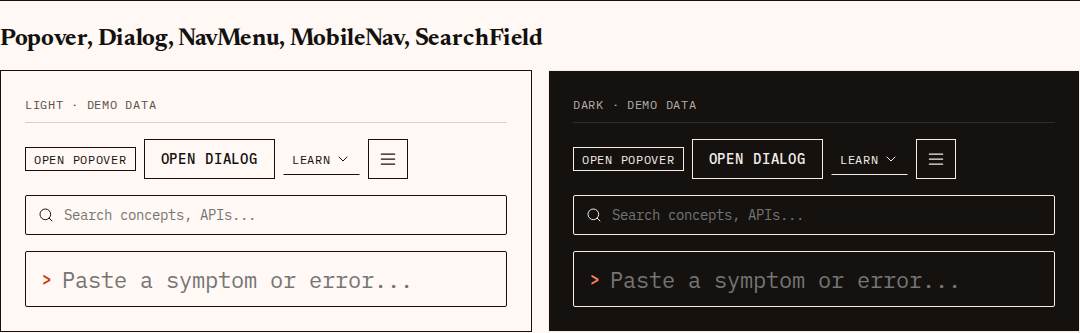 Popover, Dialog, NavMenu, MobileNav, SearchField
LIGHT · DEMO DATA
OPEN POPOVER
OPEN DIALOG
LEARN
Search concepts, APIs...
> Paste a symptom or error...
DARK · DEMO DATA
OPEN POPOVER
OPEN DIALOG
LEARN
Search concepts, APIs...
> Paste a symptom or error...